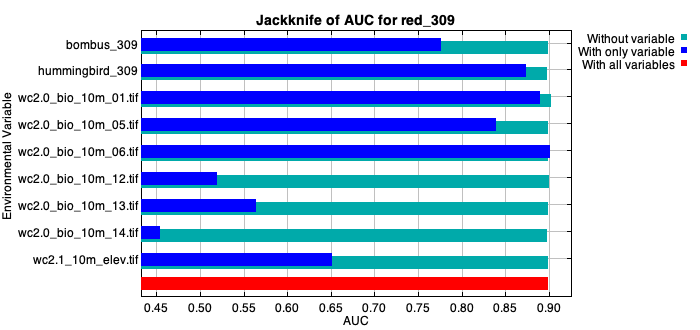 Jackknife of AUC for red_309
Without variable
With only variable
With all variables
Environmental Variable
bombus_309
hummingbird_309
wc2.0_bio_10m_01.tif
wc2.0_bio_10m_05.tif
wc2.0_bio_10m_06.tif
wc2.0_bio_10m_12.tif
wc2.0_bio_10m_13.tif
wc2.0_bio_10m_14.tif
wc2.1_10m_elev.tif
0.45 0.50 0.55 0.60 0.65 0.70 0.75 0.80 0.85 0.90
AUC